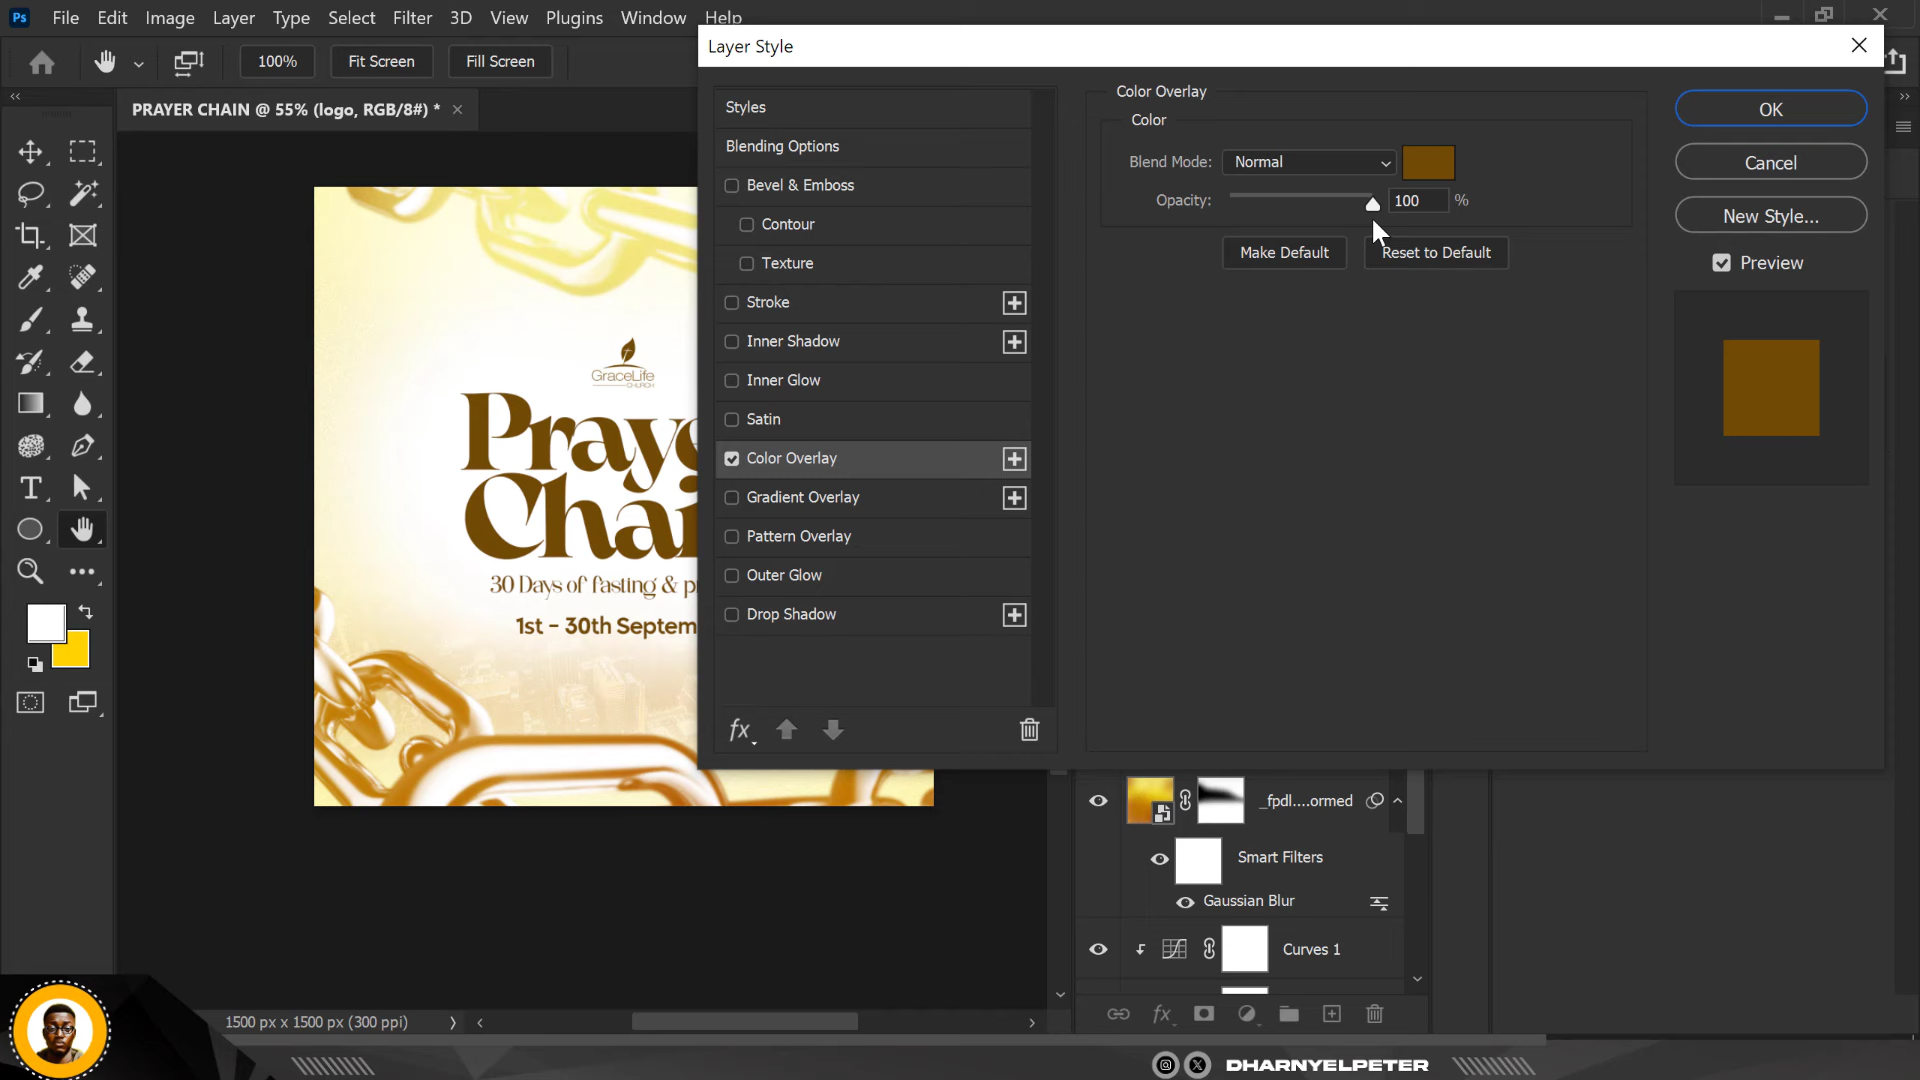 Ps File Edit Image Layer Type Select Filter 3D View Plugins Window Help
100% Fit Screen Fill Screen
PRAYER CHAIN @ 55% (logo, RGB/8#) *
GraceLife
CHURCH
Praye
Chai
30 Days of fasting & p
1st - 30th Septem
Layer Style
Styles
Blending Options
Bevel & Emboss
Contour
Texture
Stroke
Inner Shadow
Inner Glow
Satin
Color Overlay
Gradient Overlay
Pattern Overlay
Outer Glow
Drop Shadow
fx
Color Overlay
Color
Blend Mode: Normal
Opacity: 100 %
Make Default Reset to Default
OK
Cancel
New Style...
Preview
_fpdl....ormed
Smart Filters
Gaussian Blur
Curves 1
fx
1500 px x 1500 px (300 ppi)
DHARNYELPETER